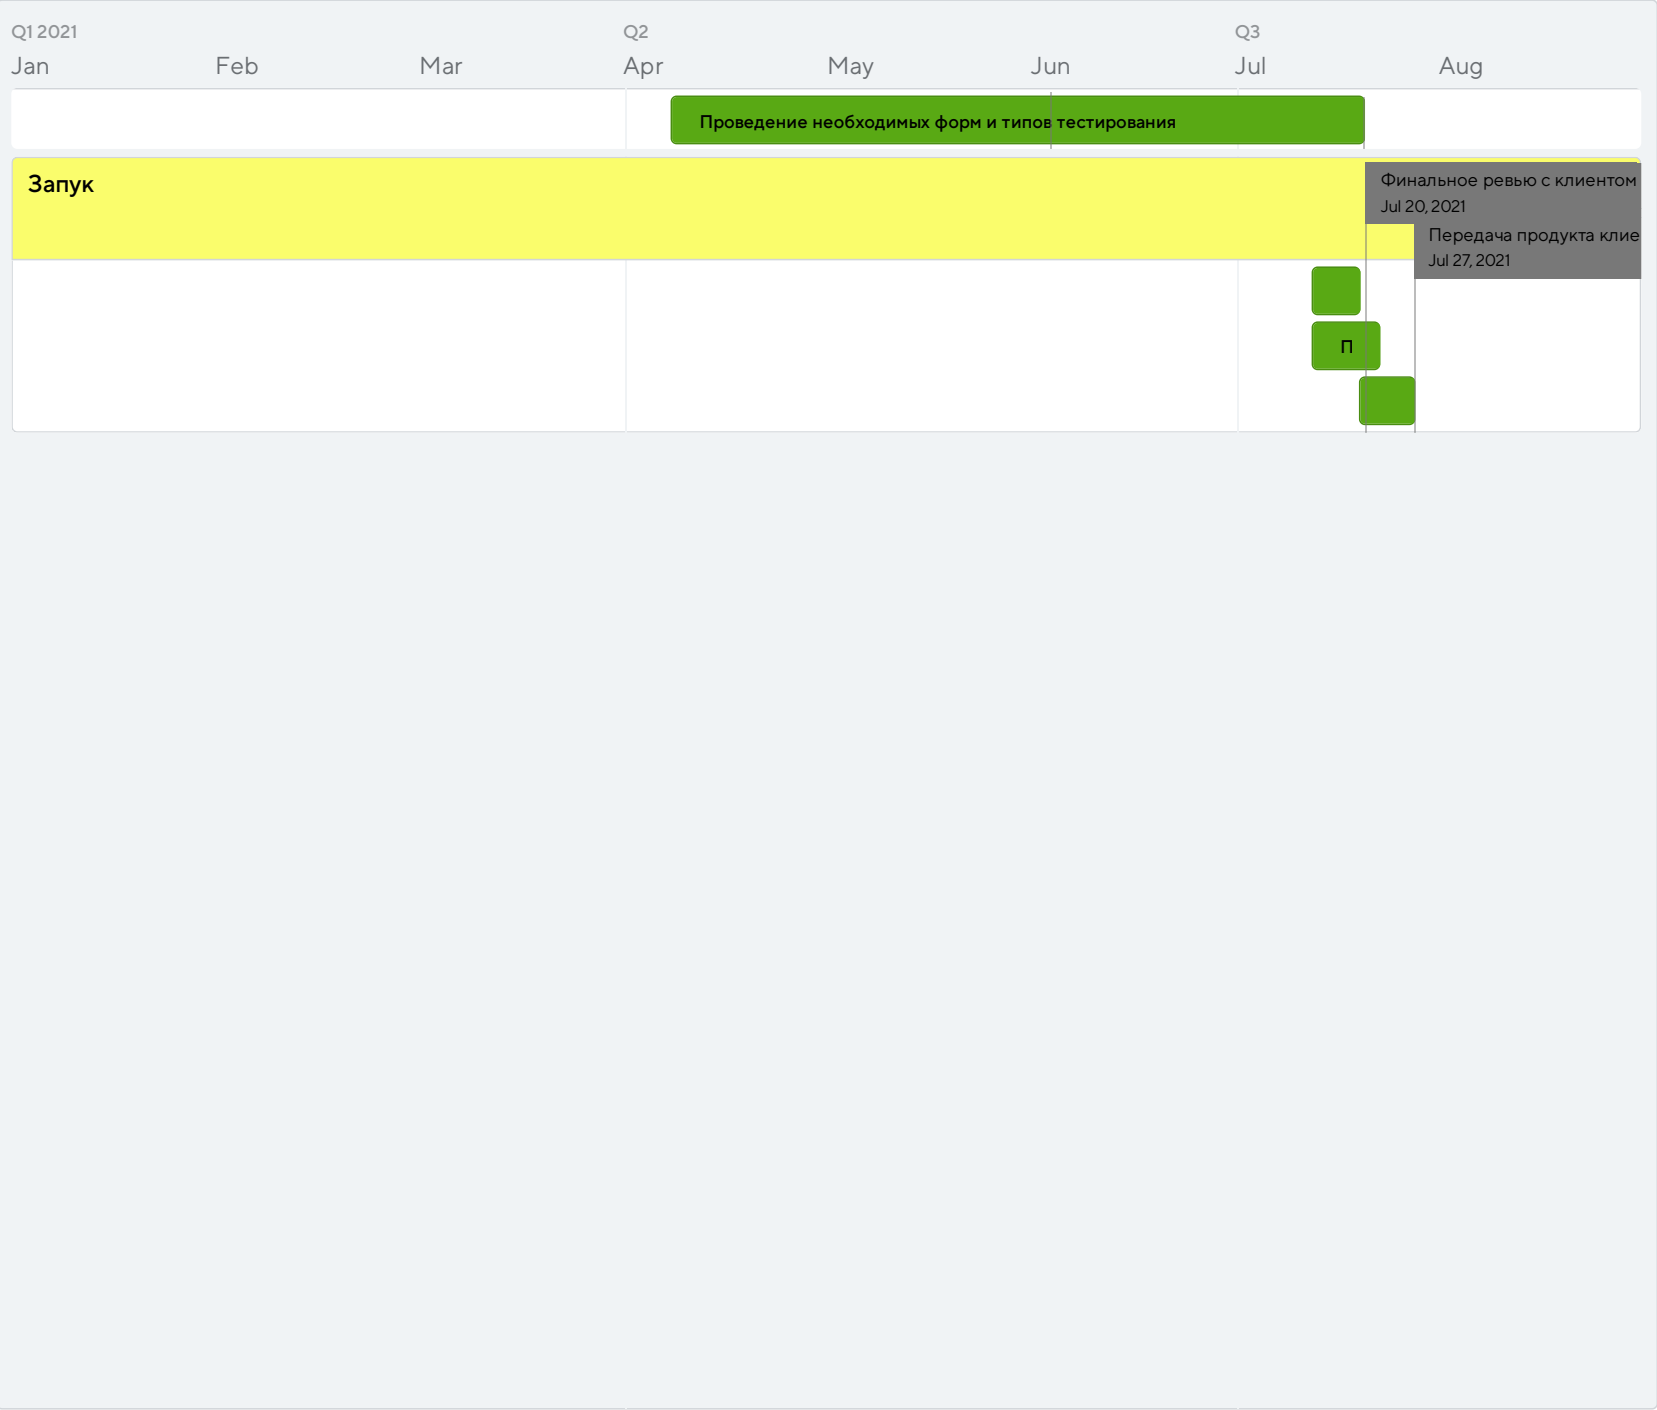 Q1 2021 Q2 Q3
Jan Feb Mar Apr May Jun Jul Aug
Проведение необходимых форм и типов тестирования
Запук
Финальное ревью с клиентом
Jul 20, 2021
Передача продукта клие
Jul 27, 2021
П